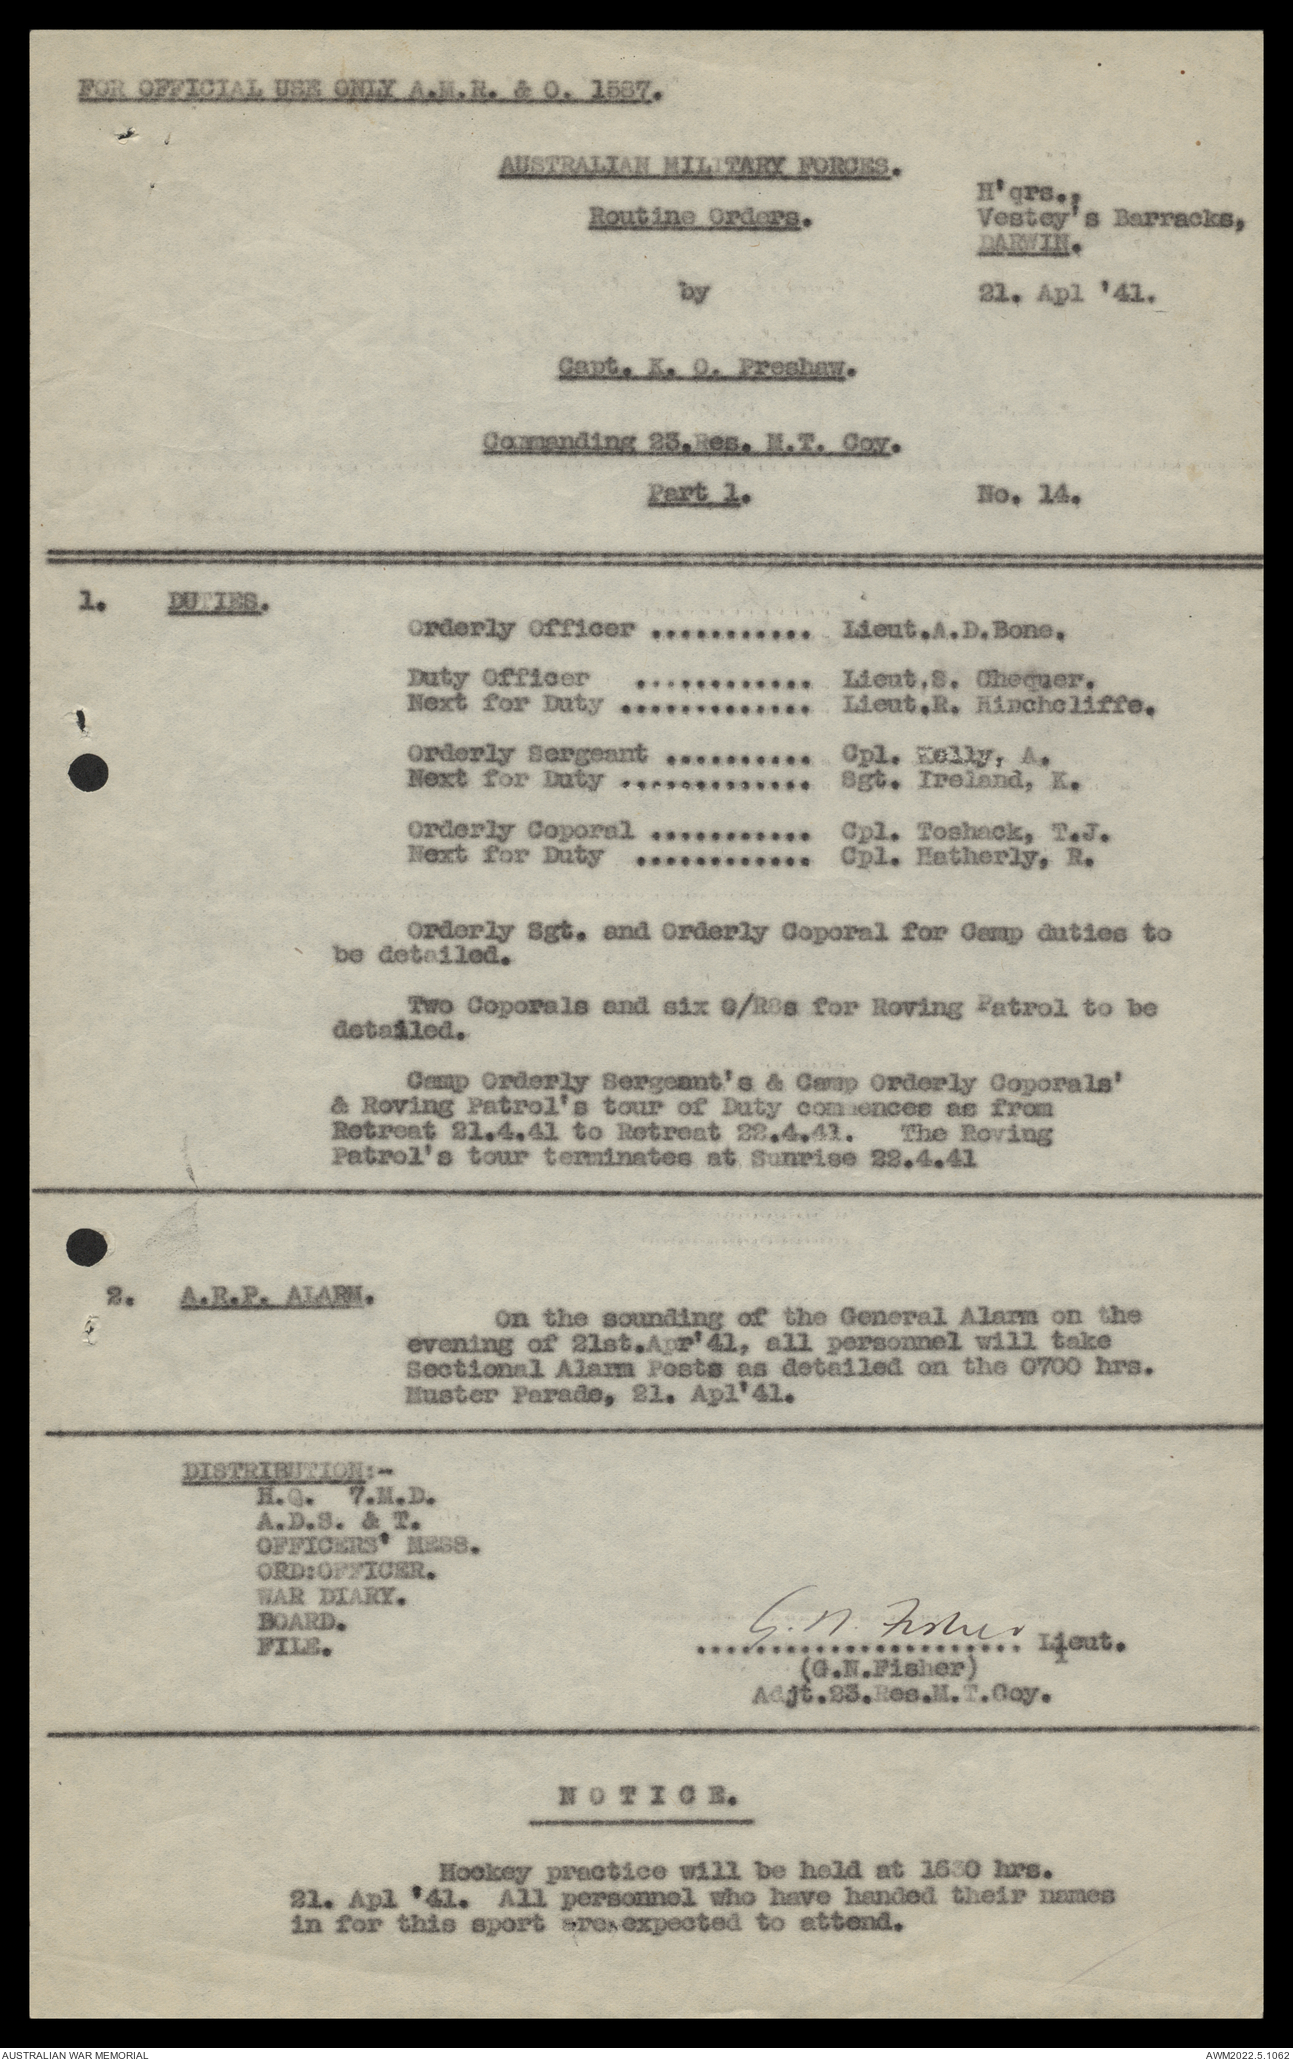 FOR OFFICIAL USE ONLY A.M.R. & O. 1587.
AUSTRALIAN MILITARY FORCES.
H'qrs.,
Routine Orders.
Vestey's Barracks,
DARWIN.
by
21. Apl '41.
Capt. K. O. Preshaw.
Commanding 23.Res. M.T. Coy.
Part 1. No. 14.
1. DUTIES.
Orderly Officer ........... Lieut.A.D.Bone.
Duty Officer ............ Lieut.S. Chequer.
Next for Duty ............. Lieut.R. Hinchcliffe.
Orderly Sergeant .......... Cpl. Kelly, A.
Next for Duty ............. Sgt. Ireland, K.
Orderly Coporal ........... Cpl. Toshack, T.J.
Next for Duty ............ Cpl. Hatherly, R.
Orderly Sgt. and Orderly Coporal for Camp duties to
be detailed.
Two Coporals and six O/RSs for Roving Patrol to be
detailed.
Camp Orderly Sergeant's & Camp Orderly Coporals'
& Roving Patrol's tour of Duty commences as from
Retreat 21.4.41 to Retreat 22.4.41. The Roving
Patrol's tour terminates at Sunrise 22.4.41
2. A.R.P. ALARM.
On the sounding of the General Alarm on the
evening of 21st.Apr'41, all personnel will take
Sectional Alarm Posts as detailed on the 0700 hrs.
Muster Parade, 21. Apl'41.
DISTRIBUTION:-
H.Q. 7.M.D.
A.D.S. & T.
OFFICERS' MESS.
ORD:OFFICER.
WAR DIARY.
BOARD.
FILE.
G. N. Fisher
...................... Lieut.
(G.N.Fisher)
Adjt.23.Res.M.T.Coy.
N O T I C E.
Hockey practice will be held at 1630 hrs.
21. Apl '41. All personnel who have handed their names
in for this sport are expected to attend.
AUSTRALIAN WAR MEMORIAL
AWM2022.5.1062